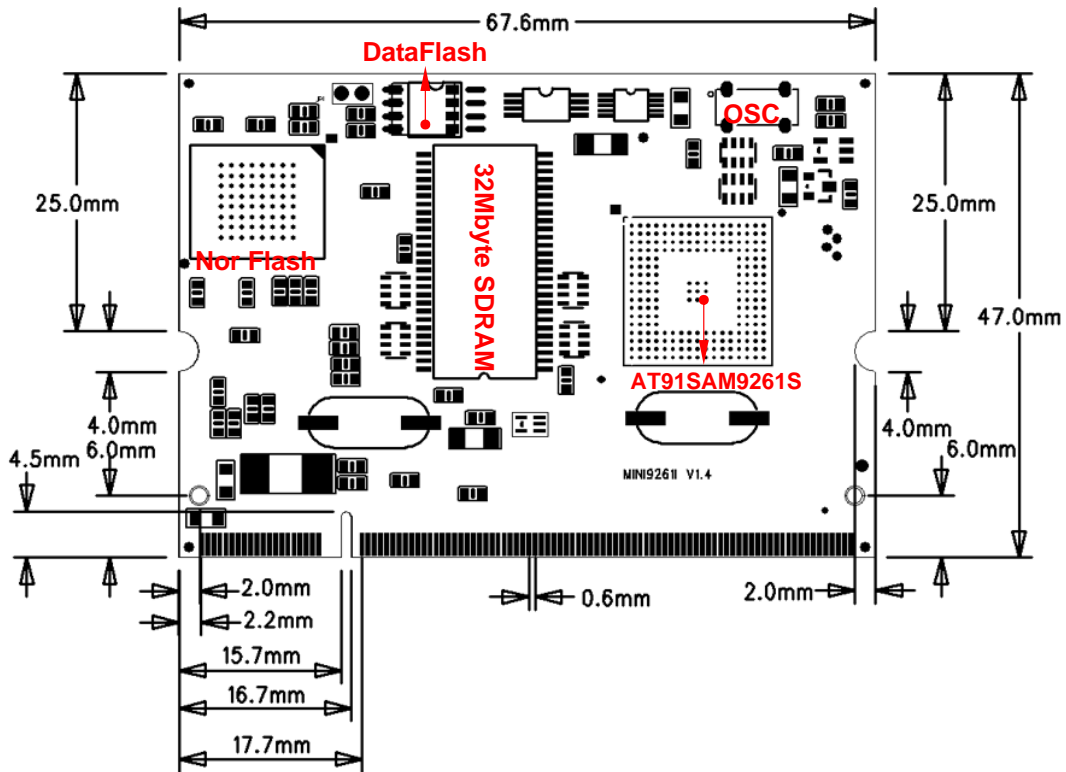 67.6mm
DataFlash
OSC
25.0mm
32Mbyte SDRAM
25.0mm
Nor Flash
47.0mm
AT91SAM9261S
4.0mm
4.0mm
6.0mm
6.0mm
4.5mm
MINI9261I V1.4
2.0mm
0.6mm
2.0mm
2.2mm
15.7mm
16.7mm
17.7mm